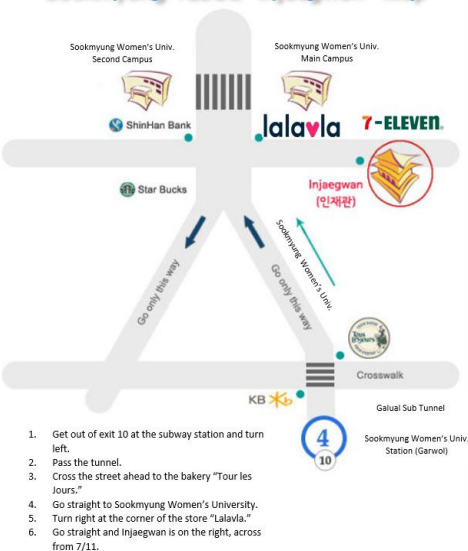 Sookmyung Women's Univ.
Second Campus
Sookmyung Women's Univ.
Main Campus
ShinHan Bank
lalavla
7-ELEVEN.
Star Bucks
Injaegwan
(인재관)
Sookmyung Women's Univ.
Go only this way
Go only this way
TOUS
les JOURS
Crosswalk
KB
Galual Sub Tunnel
4
10
Sookmyung Women's Univ.
Station (Garwol)
1. Get out of exit 10 at the subway station and turn
left.
2. Pass the tunnel.
3. Cross the street ahead to the bakery "Tour les
Jours."
4. Go straight to Sookmyung Women's University.
5. Turn right at the corner of the store "Lalavla."
6. Go straight and Injaegwan is on the right, across
from 7/11.